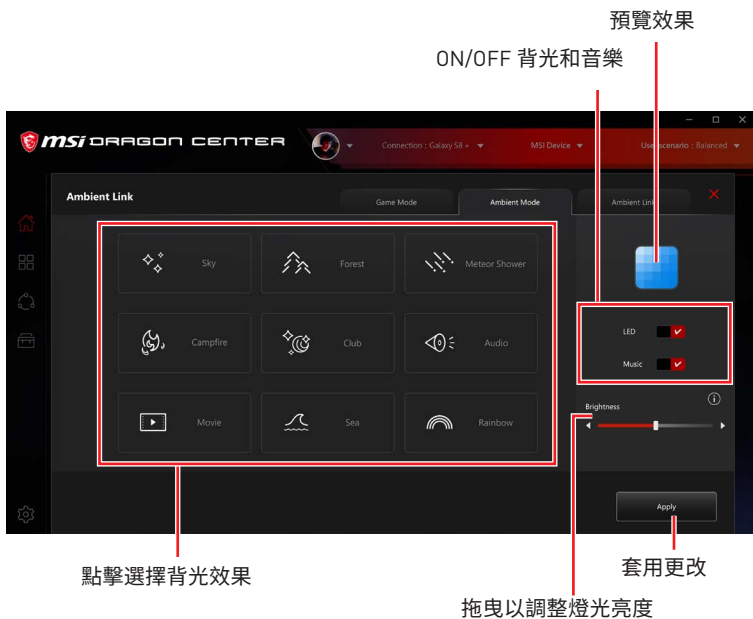 預覽效果
ON/OFF 背光和音樂
msi DRAGON CENTER
Connection : Galaxy S8 +
MSI Device
User scenario : Balanced
Ambient Link
Game Mode
Ambient Mode
Ambient Link
Sky
Forest
Meteor Shower
LED
Campfire
Club
Audio
Music
Brightness
Movie
Sea
Rainbow
Apply
點擊選擇背光效果
套用更改
拖曳以調整燈光亮度